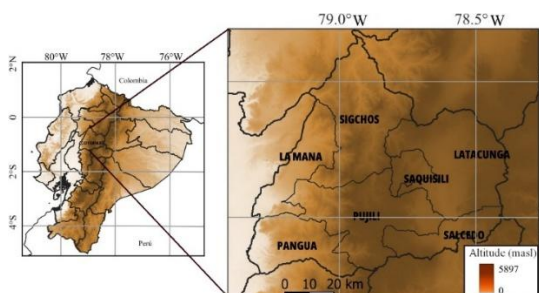 80°W 78°W 76°W
2°N
0
2°S
4°S
Colombia
Perú
79.0°W 78.5°W
SIGCHOS
LA MANA
LATACUNGA
SAQUISILI
PUJILI
SALCEDO
PANGUA
0 10 20 km
Altitude (masl)
5897
0